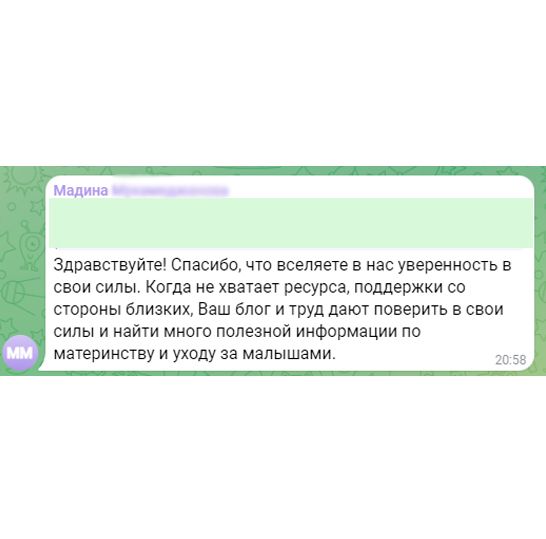 Мадина
Здравствуйте! Спасибо, что вселяете в нас уверенность в
свои силы. Когда не хватает ресурса, поддержки со
стороны близких, Ваш блог и труд дают поверить в свои
силы и найти много полезной информации по
материнству и уходу за малышами.
ММ
20:58